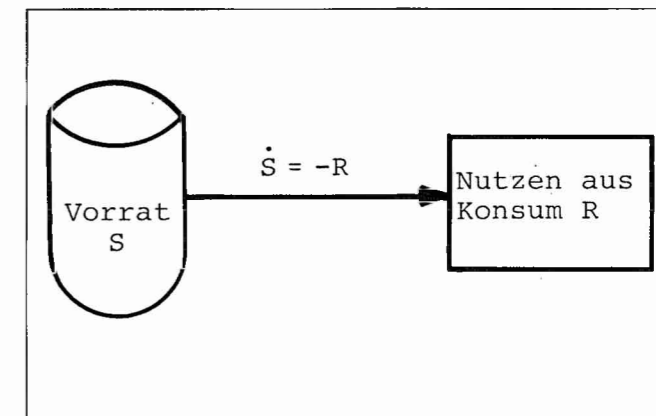 Vorrat
S
Ṡ = -R
Nutzen aus
Konsum R